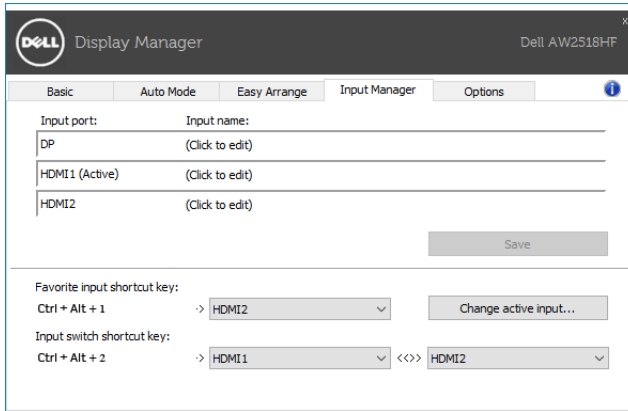 x
DELL Display Manager Dell AW2518HF
Basic Auto Mode Easy Arrange Input Manager Options i
Input port: Input name:
DP (Click to edit)
HDMI1 (Active) (Click to edit)
HDMI2 (Click to edit)
Save
Favorite input shortcut key:
Ctrl + Alt + 1 -> HDMI2 Change active input...
Input switch shortcut key:
Ctrl + Alt + 2 -> HDMI1 <<>> HDMI2